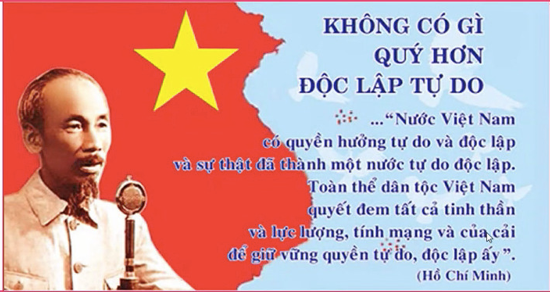 KHÔNG CÓ GÌ
QUÝ HƠN
ĐỘC LẬP TỰ DO
..."Nước Việt Nam
có quyền hưởng tự do và độc lập
và sự thật đã thành một nước tự do độc lập.
Toàn thể dân tộc Việt Nam
quyết đem tất cả tinh thần
và lực lượng, tính mạng và của cải
để giữ vững quyền tự do, độc lập ấy".
(Hồ Chí Minh)